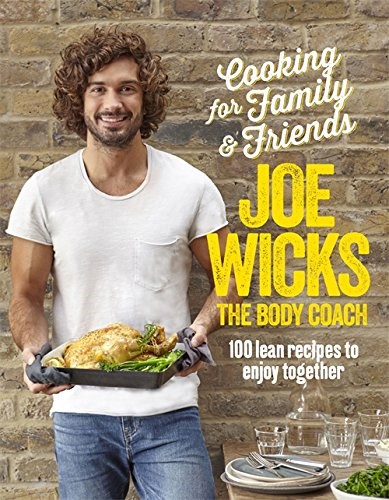 Cooking
for Family
& Friends
JOE
WICKS
THE BODY COACH
100 lean recipes to
enjoy together